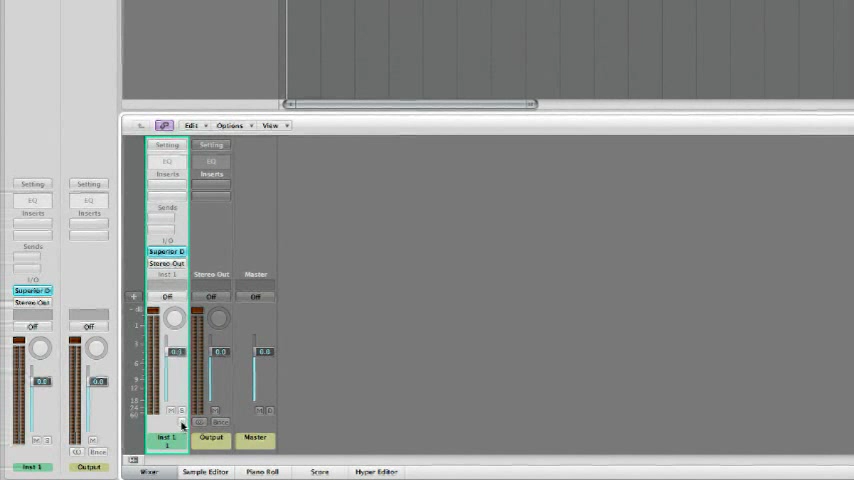 Edit Options View
Setting Setting
EQ EQ
Inserts Inserts
Sends
I/O
Superior D
Stereo Out
Inst 1 Stereo Out Master
Off Off Off
0.0 0.0 0.0
M S M M D
Bnce
Inst 1 Output Master
1
Setting Setting
EQ EQ
Inserts Inserts
Sends
I/O
Superior D
Stereo Out
Off Off
0.0 0.0
M S M
Bnce
Inst 1 Output
Mixer Sample Editor Piano Roll Score Hyper Editor